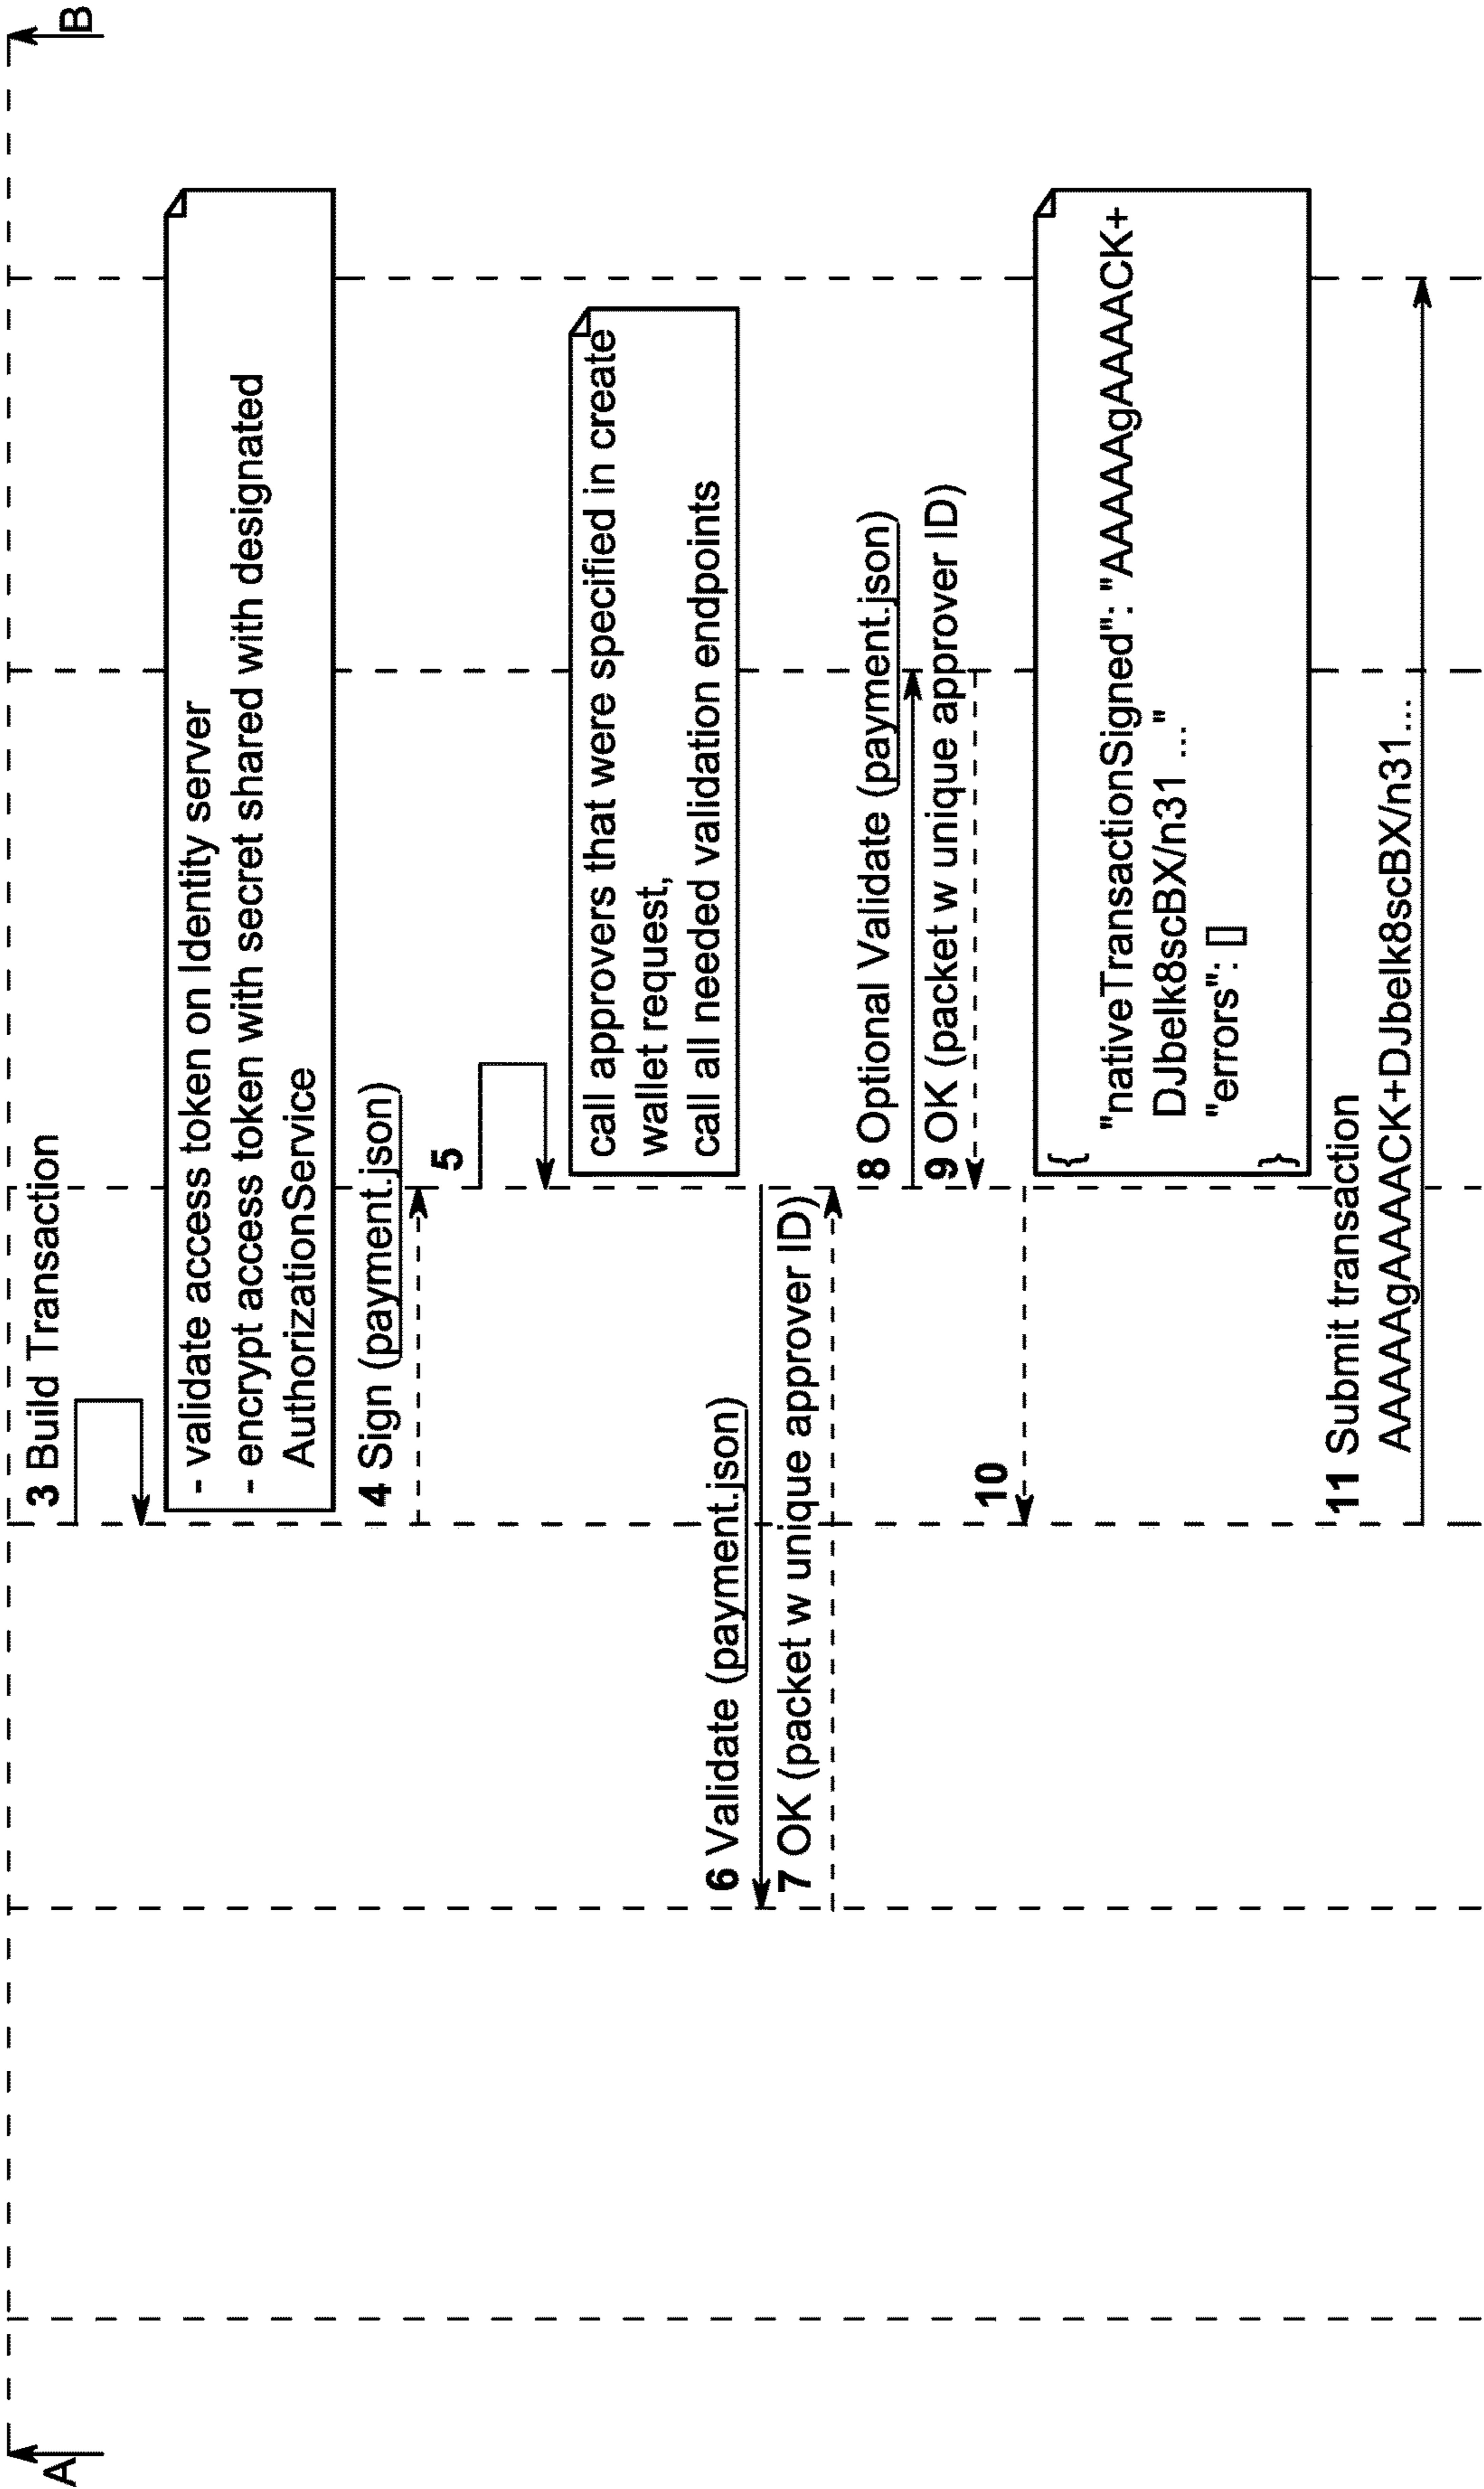 A
B
3 Build Transaction
- validate access token on Identity server
- encrypt access token with secret shared with designated
AuthorizationService
4 Sign (payment.json)
5
call approvers that were specified in create
wallet request,
call all needed validation endpoints
6 Validate (payment.json)
7 OK (packet w unique approver ID)
8 Optional Validate (payment.json)
9 OK (packet w unique approver ID)
10
{
"nativeTransactionSigned": "AAAAAgAAAACK+
DJbelk8scBX/n31 ..."
"errors": []
}
11 Submit transaction
AAAAAgAAAACK+DJbelk8scBX/n31...